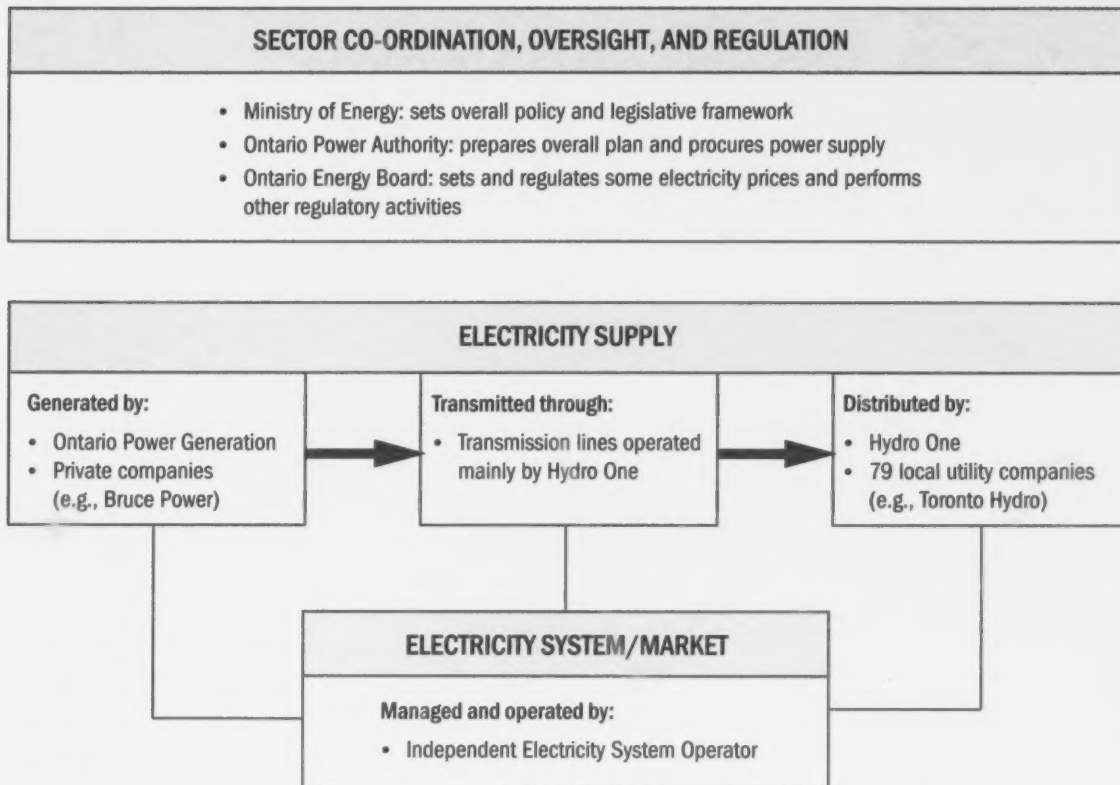 SECTOR CO-ORDINATION, OVERSIGHT, AND REGULATION
• Ministry of Energy: sets overall policy and legislative framework
• Ontario Power Authority: prepares overall plan and procures power supply
• Ontario Energy Board: sets and regulates some electricity prices and performs
other regulatory activities
ELECTRICITY SUPPLY
Generated by:
• Ontario Power Generation
• Private companies
(e.g., Bruce Power)
Transmitted through:
• Transmission lines operated
mainly by Hydro One
Distributed by:
• Hydro One
• 79 local utility companies
(e.g., Toronto Hydro)
ELECTRICITY SYSTEM/MARKET
Managed and operated by:
• Independent Electricity System Operator